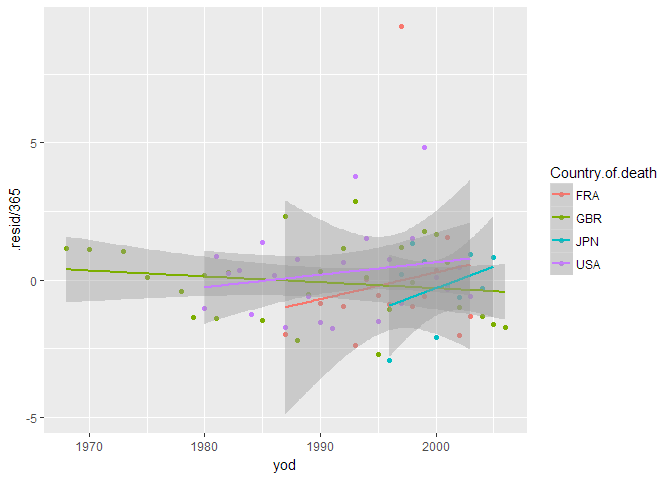 5
0
-5
.resid/365
1970
1980
1990
2000
yod
Country.of.death
FRA
GBR
JPN
USA